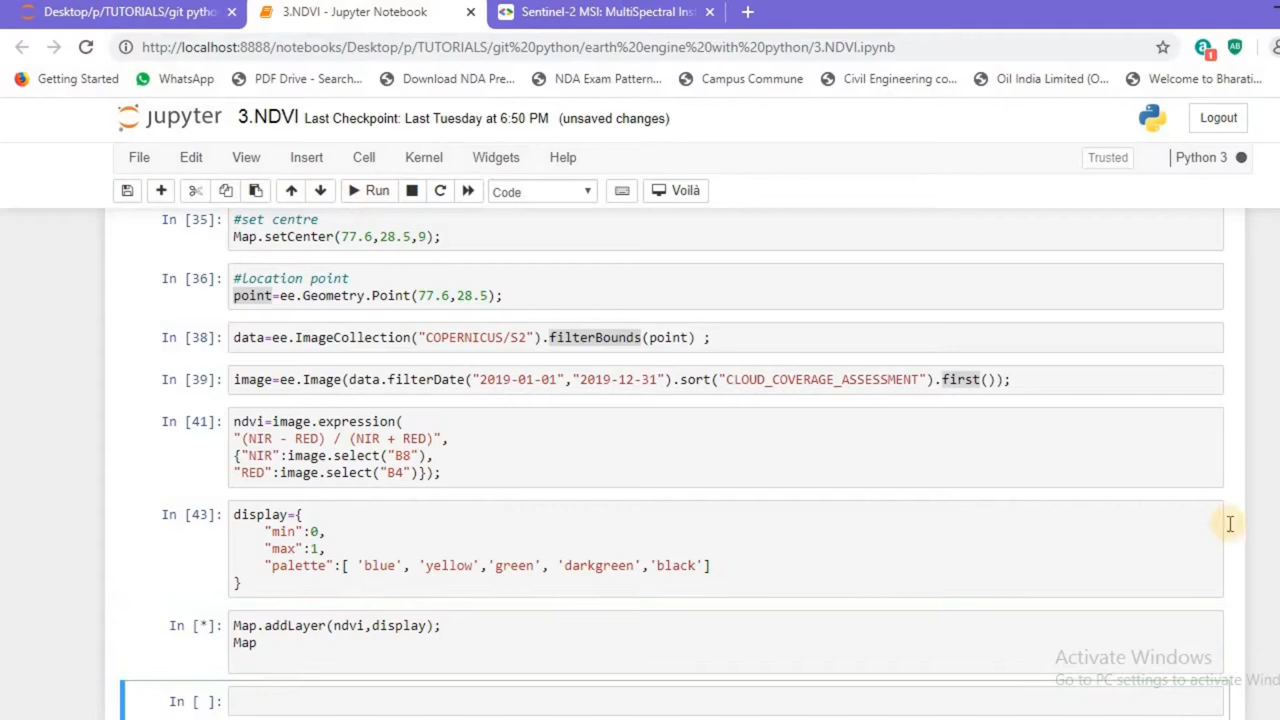 Desktop/p/TUTORIALS/git pytho
3.NDVI - Jupyter Notebook
Sentinel-2 MSI: MultiSpectral Ins
http://localhost:8888/notebooks/Desktop/p/TUTORIALS/git%20python/earth%20engine%20with%20python/3.NDVI.ipynb
a
1
AB
Getting Started
WhatsApp
PDF Drive - Search...
Download NDA Pre...
NDA Exam Pattern...
Campus Commune
Civil Engineering co...
Oil India Limited (O...
Welcome to Bharati...
jupyter 3.NDVI Last Checkpoint: Last Tuesday at 6:50 PM (unsaved changes)
Logout
File Edit View Insert Cell Kernel Widgets Help
Trusted
Python 3
Run
Code
Voilà
In [35]: #set centre
Map.setCenter(77.6,28.5,9);
In [36]: #Location point
point=ee.Geometry.Point(77.6,28.5);
In [38]: data=ee.ImageCollection("COPERNICUS/S2").filterBounds(point) ;
In [39]: image=ee.Image(data.filterDate("2019-01-01","2019-12-31").sort("CLOUD_COVERAGE_ASSESSMENT").first());
In [41]: ndvi=image.expression(
"(NIR - RED) / (NIR + RED)",
{"NIR":image.select("B8"),
"RED":image.select("B4")});
In [43]: display={
"min":0,
"max":1,
"palette":[ 'blue', 'yellow','green', 'darkgreen','black']
}
In [*]: Map.addLayer(ndvi,display);
Map
Activate Windows
Go to PC settings to activate Wind
In [ ]: